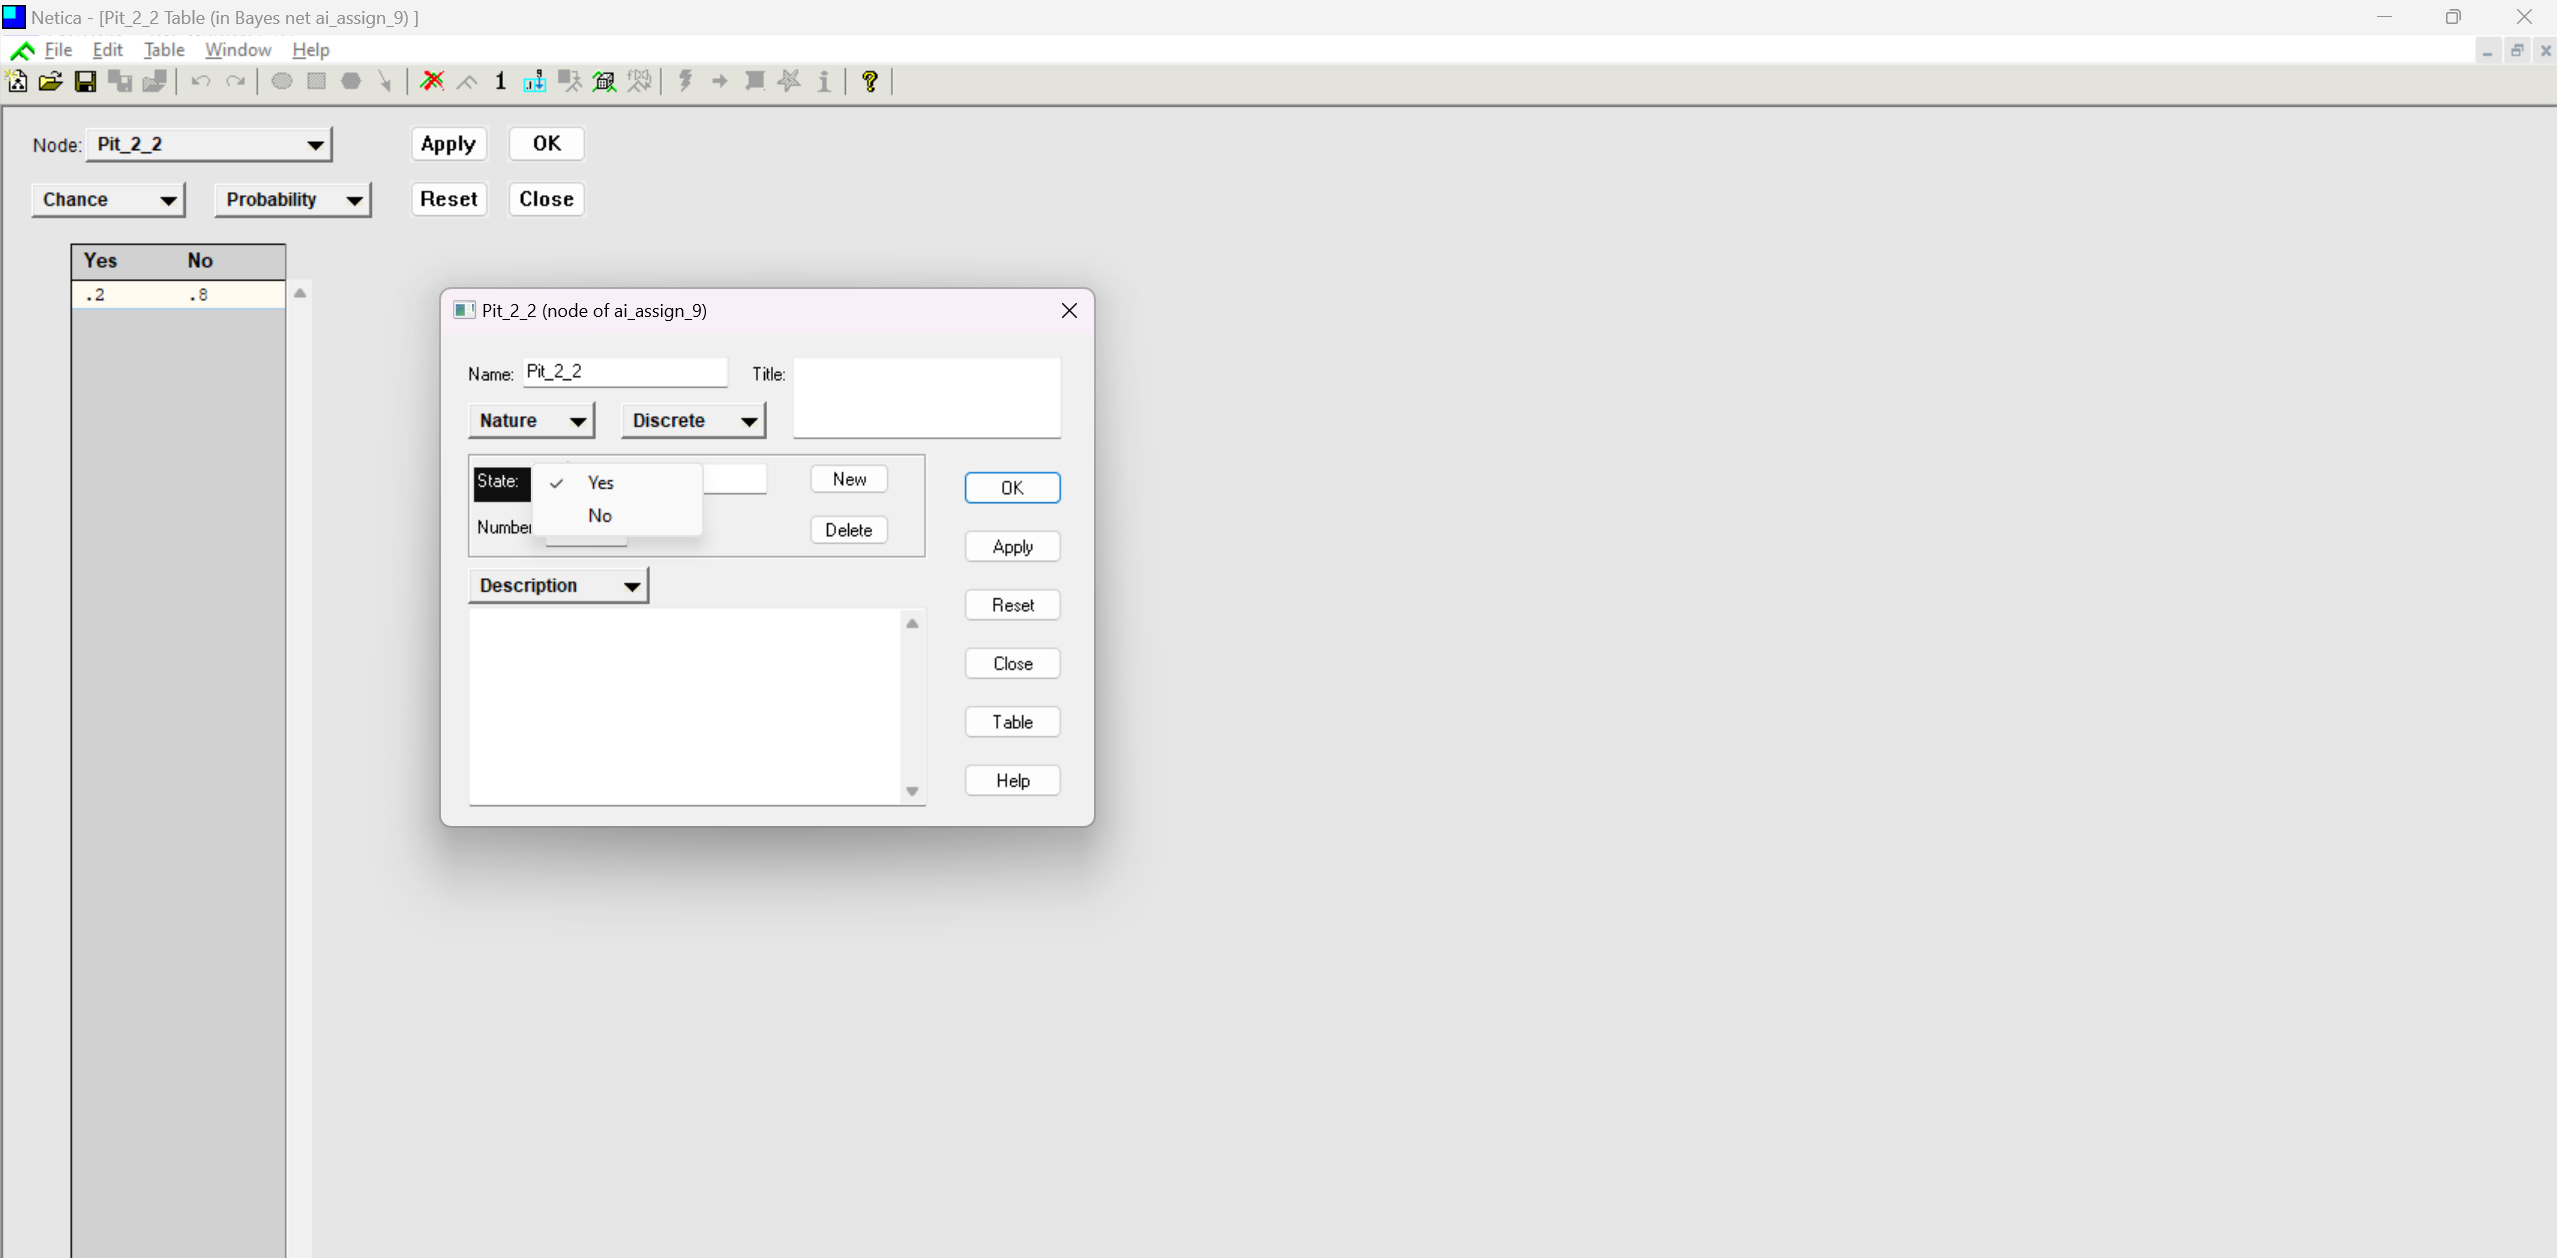 Netica - [Pit_2_2 Table (in Bayes net ai_assign_9) ]
File Edit Table Window Help
1 f(x) ?
Node: Pit_2_2 Apply OK
Chance Probability Reset Close
Yes No
.2 .8
Pit_2_2 (node of ai_assign_9)
Name: Pit_2_2 Title:
Nature Discrete
State: Yes New
No
Number Delete
Description
OK
Apply
Reset
Close
Table
Help